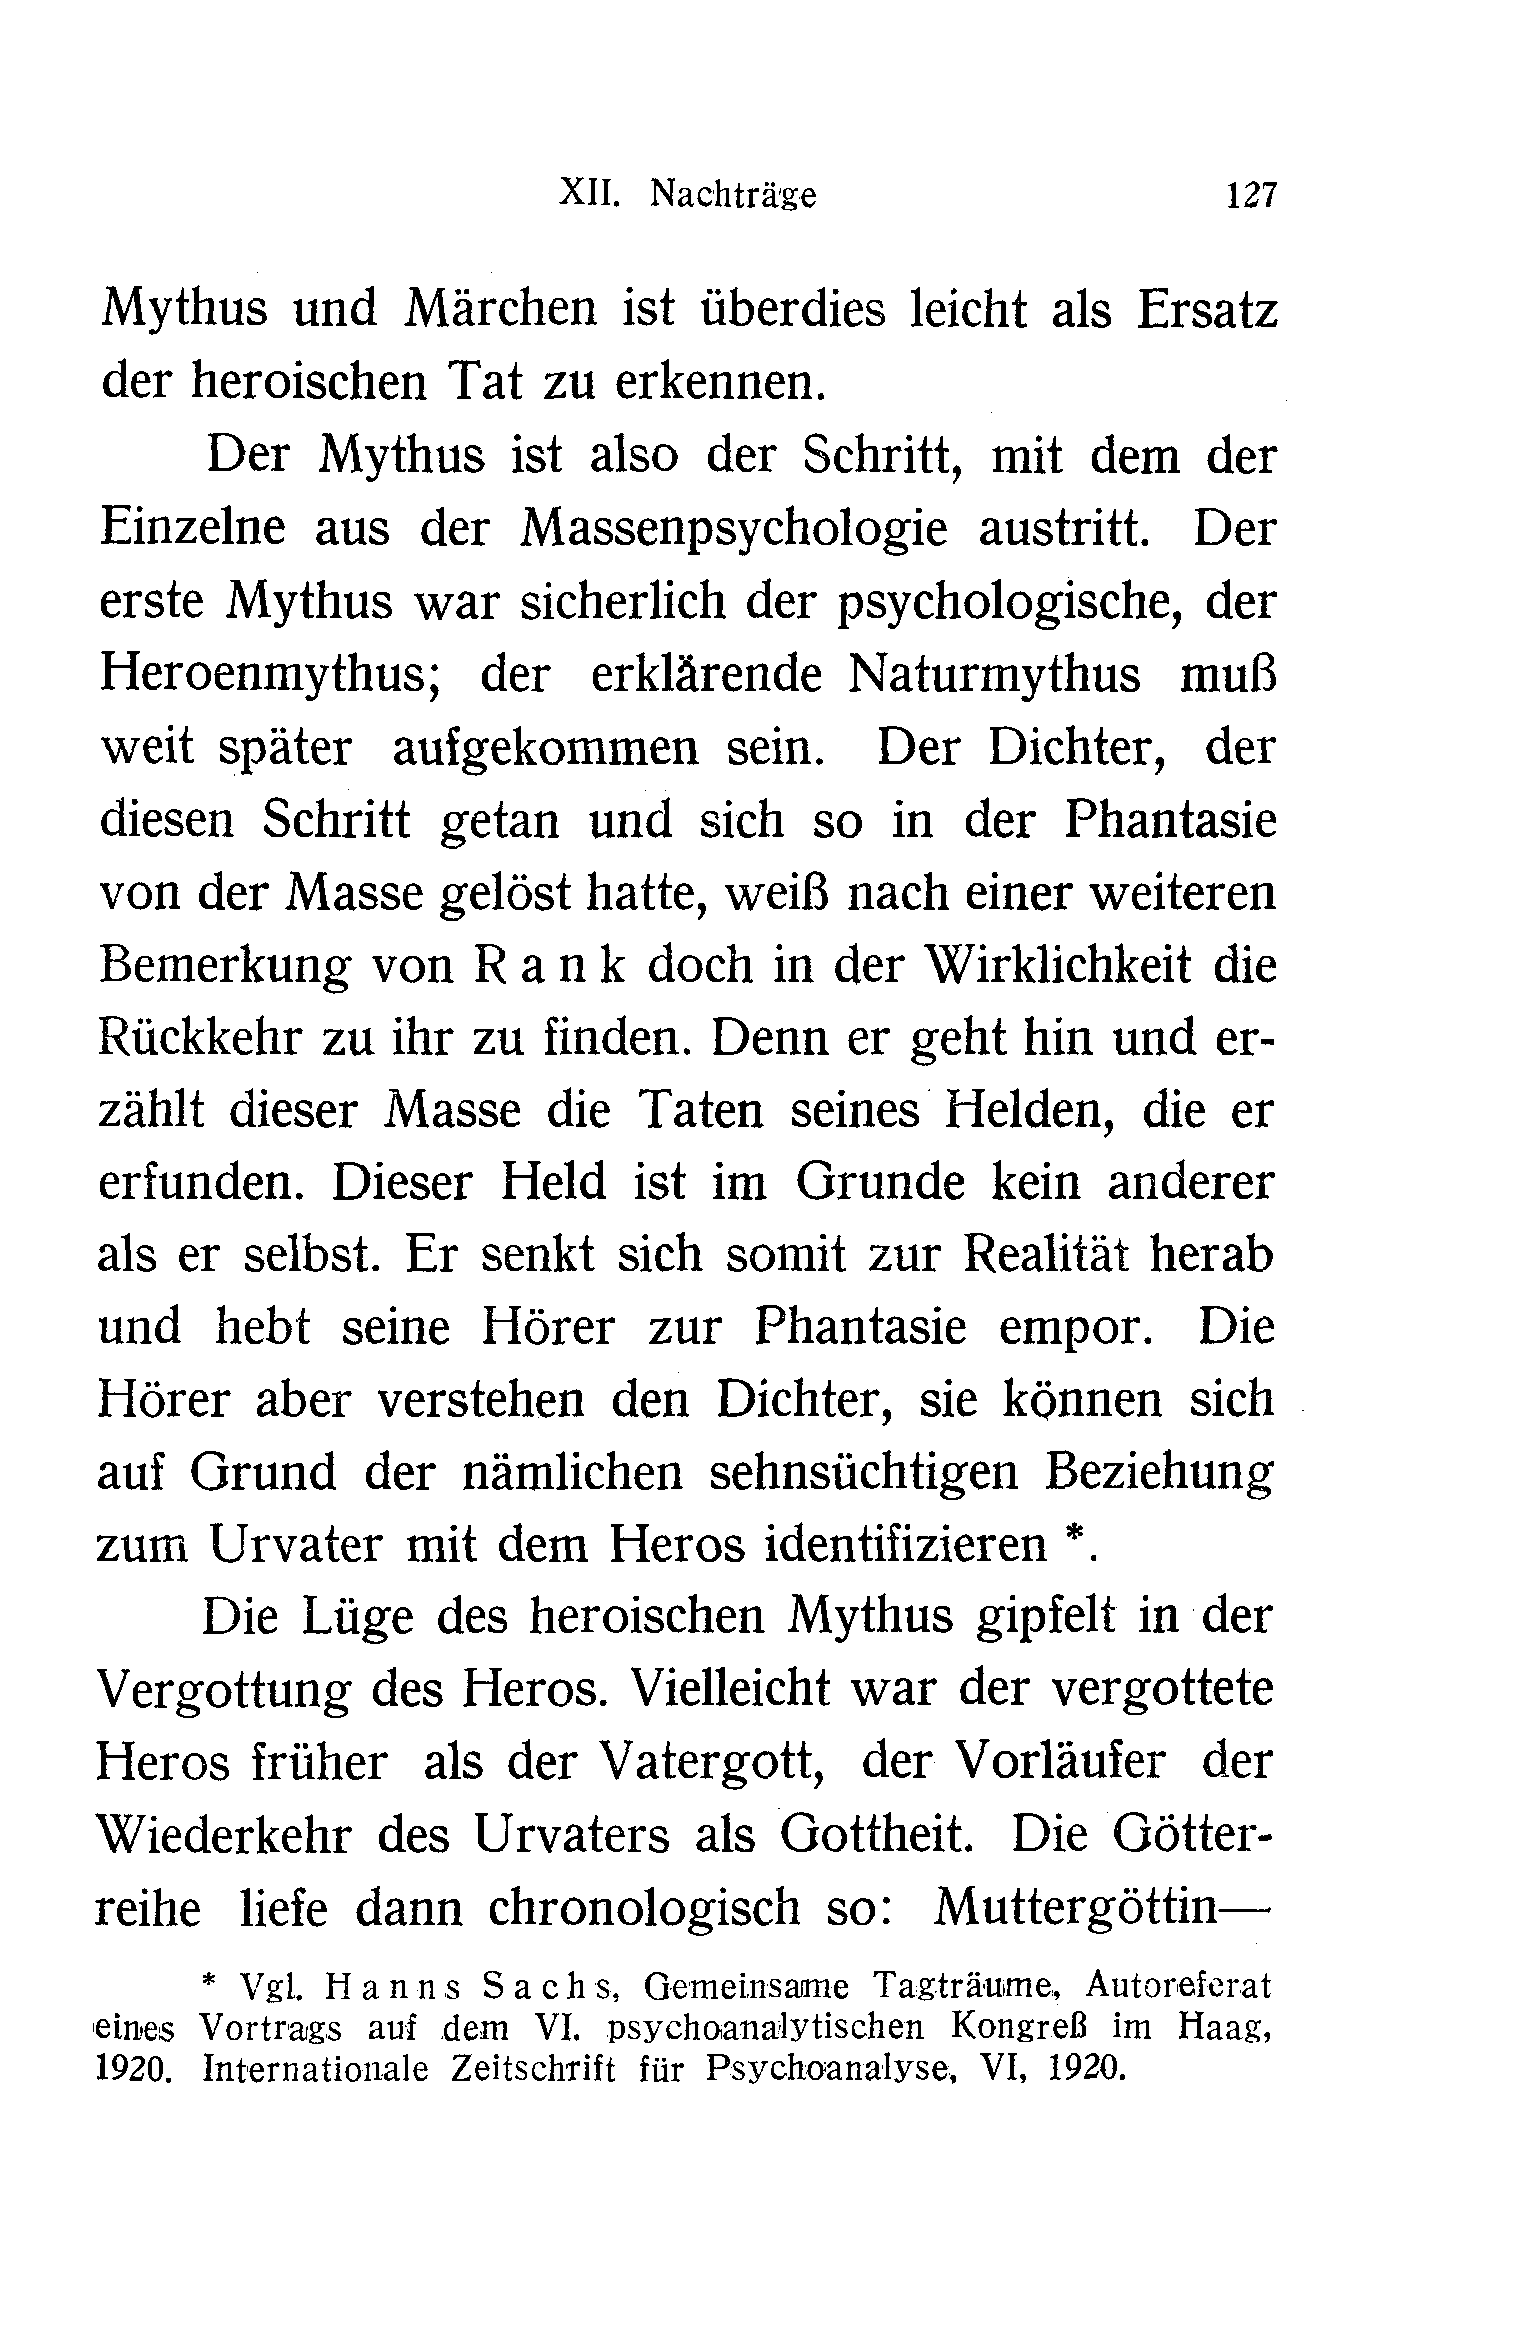 XII. Nachträge 127
Mythus und Märchen ist überdies leicht als Ersatz
der heroischen Tat zu erkennen.
Der Mythus ist also der Schritt, mit dem der
Einzelne aus der Massenpsychologie austritt. Der
erste Mythus war sicherlich der psychologische, der
Heroenmythus; der erklärende Naturmythus muß
weit später aufgekommen sein. Der Dichter, der
diesen Schritt getan und sich so in der Phantasie
von der Masse gelöst hatte, weiß nach einer weiteren
Bemerkung von R a n k doch in der Wirklichkeit die
Rückkehr zu ihr zu finden. Denn er geht hin und er-
zählt dieser Masse die Taten seines Helden, die er
erfunden. Dieser Held ist im Grunde kein anderer
als er selbst. Er senkt sich somit zur Realität herab
und hebt seine Hörer zur Phantasie empor. Die
Hörer aber verstehen den Dichter, sie können sich
auf Grund der nämlichen sehnsüchtigen Beziehung
zum Urvater mit dem Heros identifizieren *.
Die Lüge des heroischen Mythus gipfelt in der
Vergottung des Heros. Vielleicht war der vergottete
Heros früher als der Vatergott, der Vorläufer der
Wiederkehr des Urvaters als Gottheit. Die Götter-
reihe liefe dann chronologisch so: Muttergöttin—
* Vgl. H a n n s S a c h s, Gemeinsame Tagträume, Autoreferat
eines Vortrags auf dem VI. psychoanalytischen Kongreß im Haag,
1920. Internationale Zeitschrift für Psychoanalyse, VI, 1920.